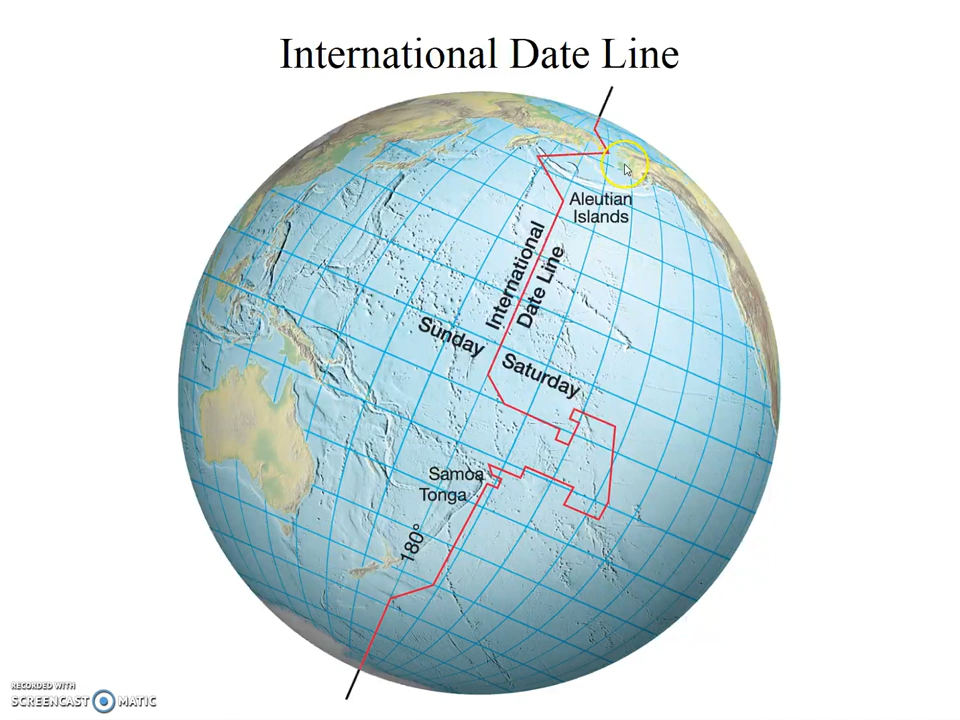 International Date Line
Aleutian
Islands
International
Date Line
Sunday
Saturday
Samoa
Tonga
180°
RECORDED WITH
SCREENCAST MATIC